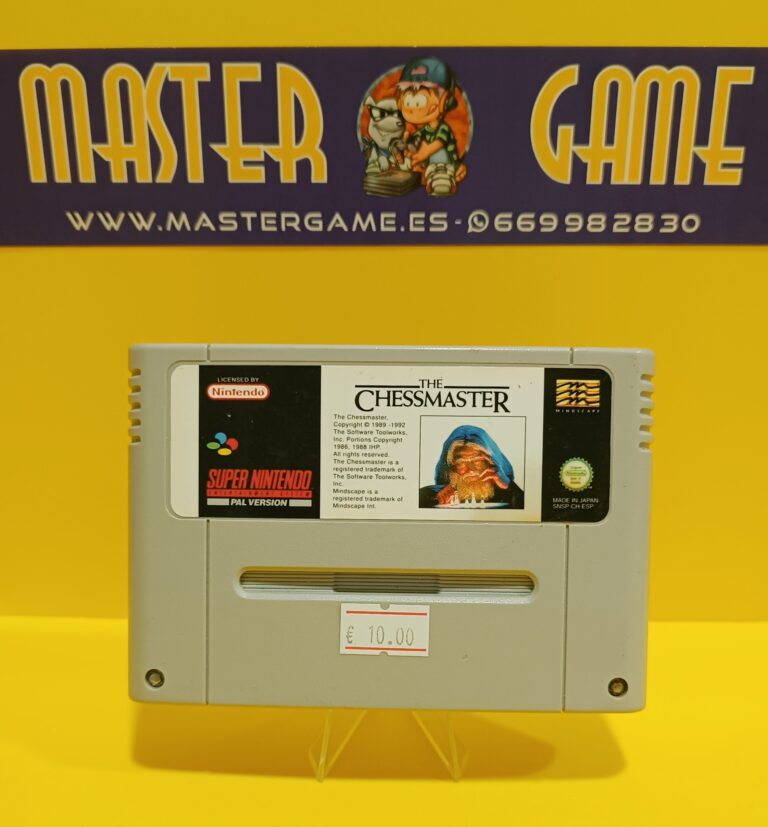 MASTER GAME
WWW.MASTERGAME.ES-669982830
LICENSED BY
Nintendo
SUPER NINTENDO
ENTERTAINMENT SYSTEM
PAL VERSION
THE
CHESSMASTER
The Chessmaster,
Copyright © 1989 -1992
The Software Toolworks,
Inc. Portions Copyright
1986, 1988 IHP.
All rights reserved.
The Chessmaster is a
registered trademark of
The Software Toolworks,
Inc.
Mindscape is a
registered trademark of
Mindscape Int.
MINDSCAPE
MADE IN JAPAN
SNSP CH ESP
€ 10.00